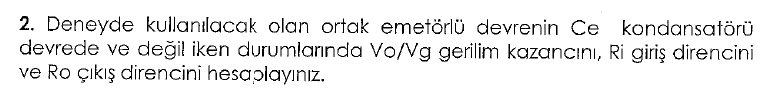 2. Deneyde kullanılacak olan ortak emetörlü devrenin Ce kondansatörü
devrede ve değil iken durumlarında Vo/Vg gerilim kazancını, Ri giriş direncini
ve Ro çıkış direncini hesaplayınız.